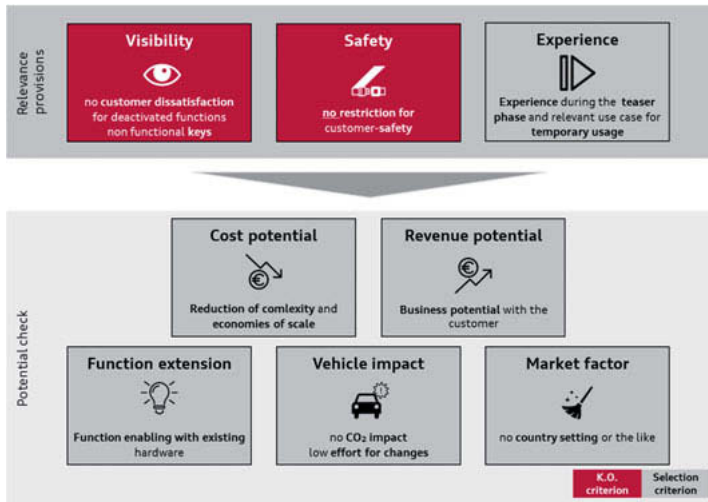 Relevance
provisions
Visibility
no customer dissatisfaction
for deactivated functions
non functional keys
Safety
no restriction for
customer-safety
Experience
Experience during the teaser
phase and relevant use case for
temporary usage
Potential check
Cost potential
€
Reduction of comlexity and
economies of scale
Revenue potential
€
Business potential with the
customer
Function extension
Function enabling with existing
hardware
Vehicle impact
!
no CO₂ impact
low effort for changes
Market factor
no country setting or the like
K.O.
criterion
Selection
criterion